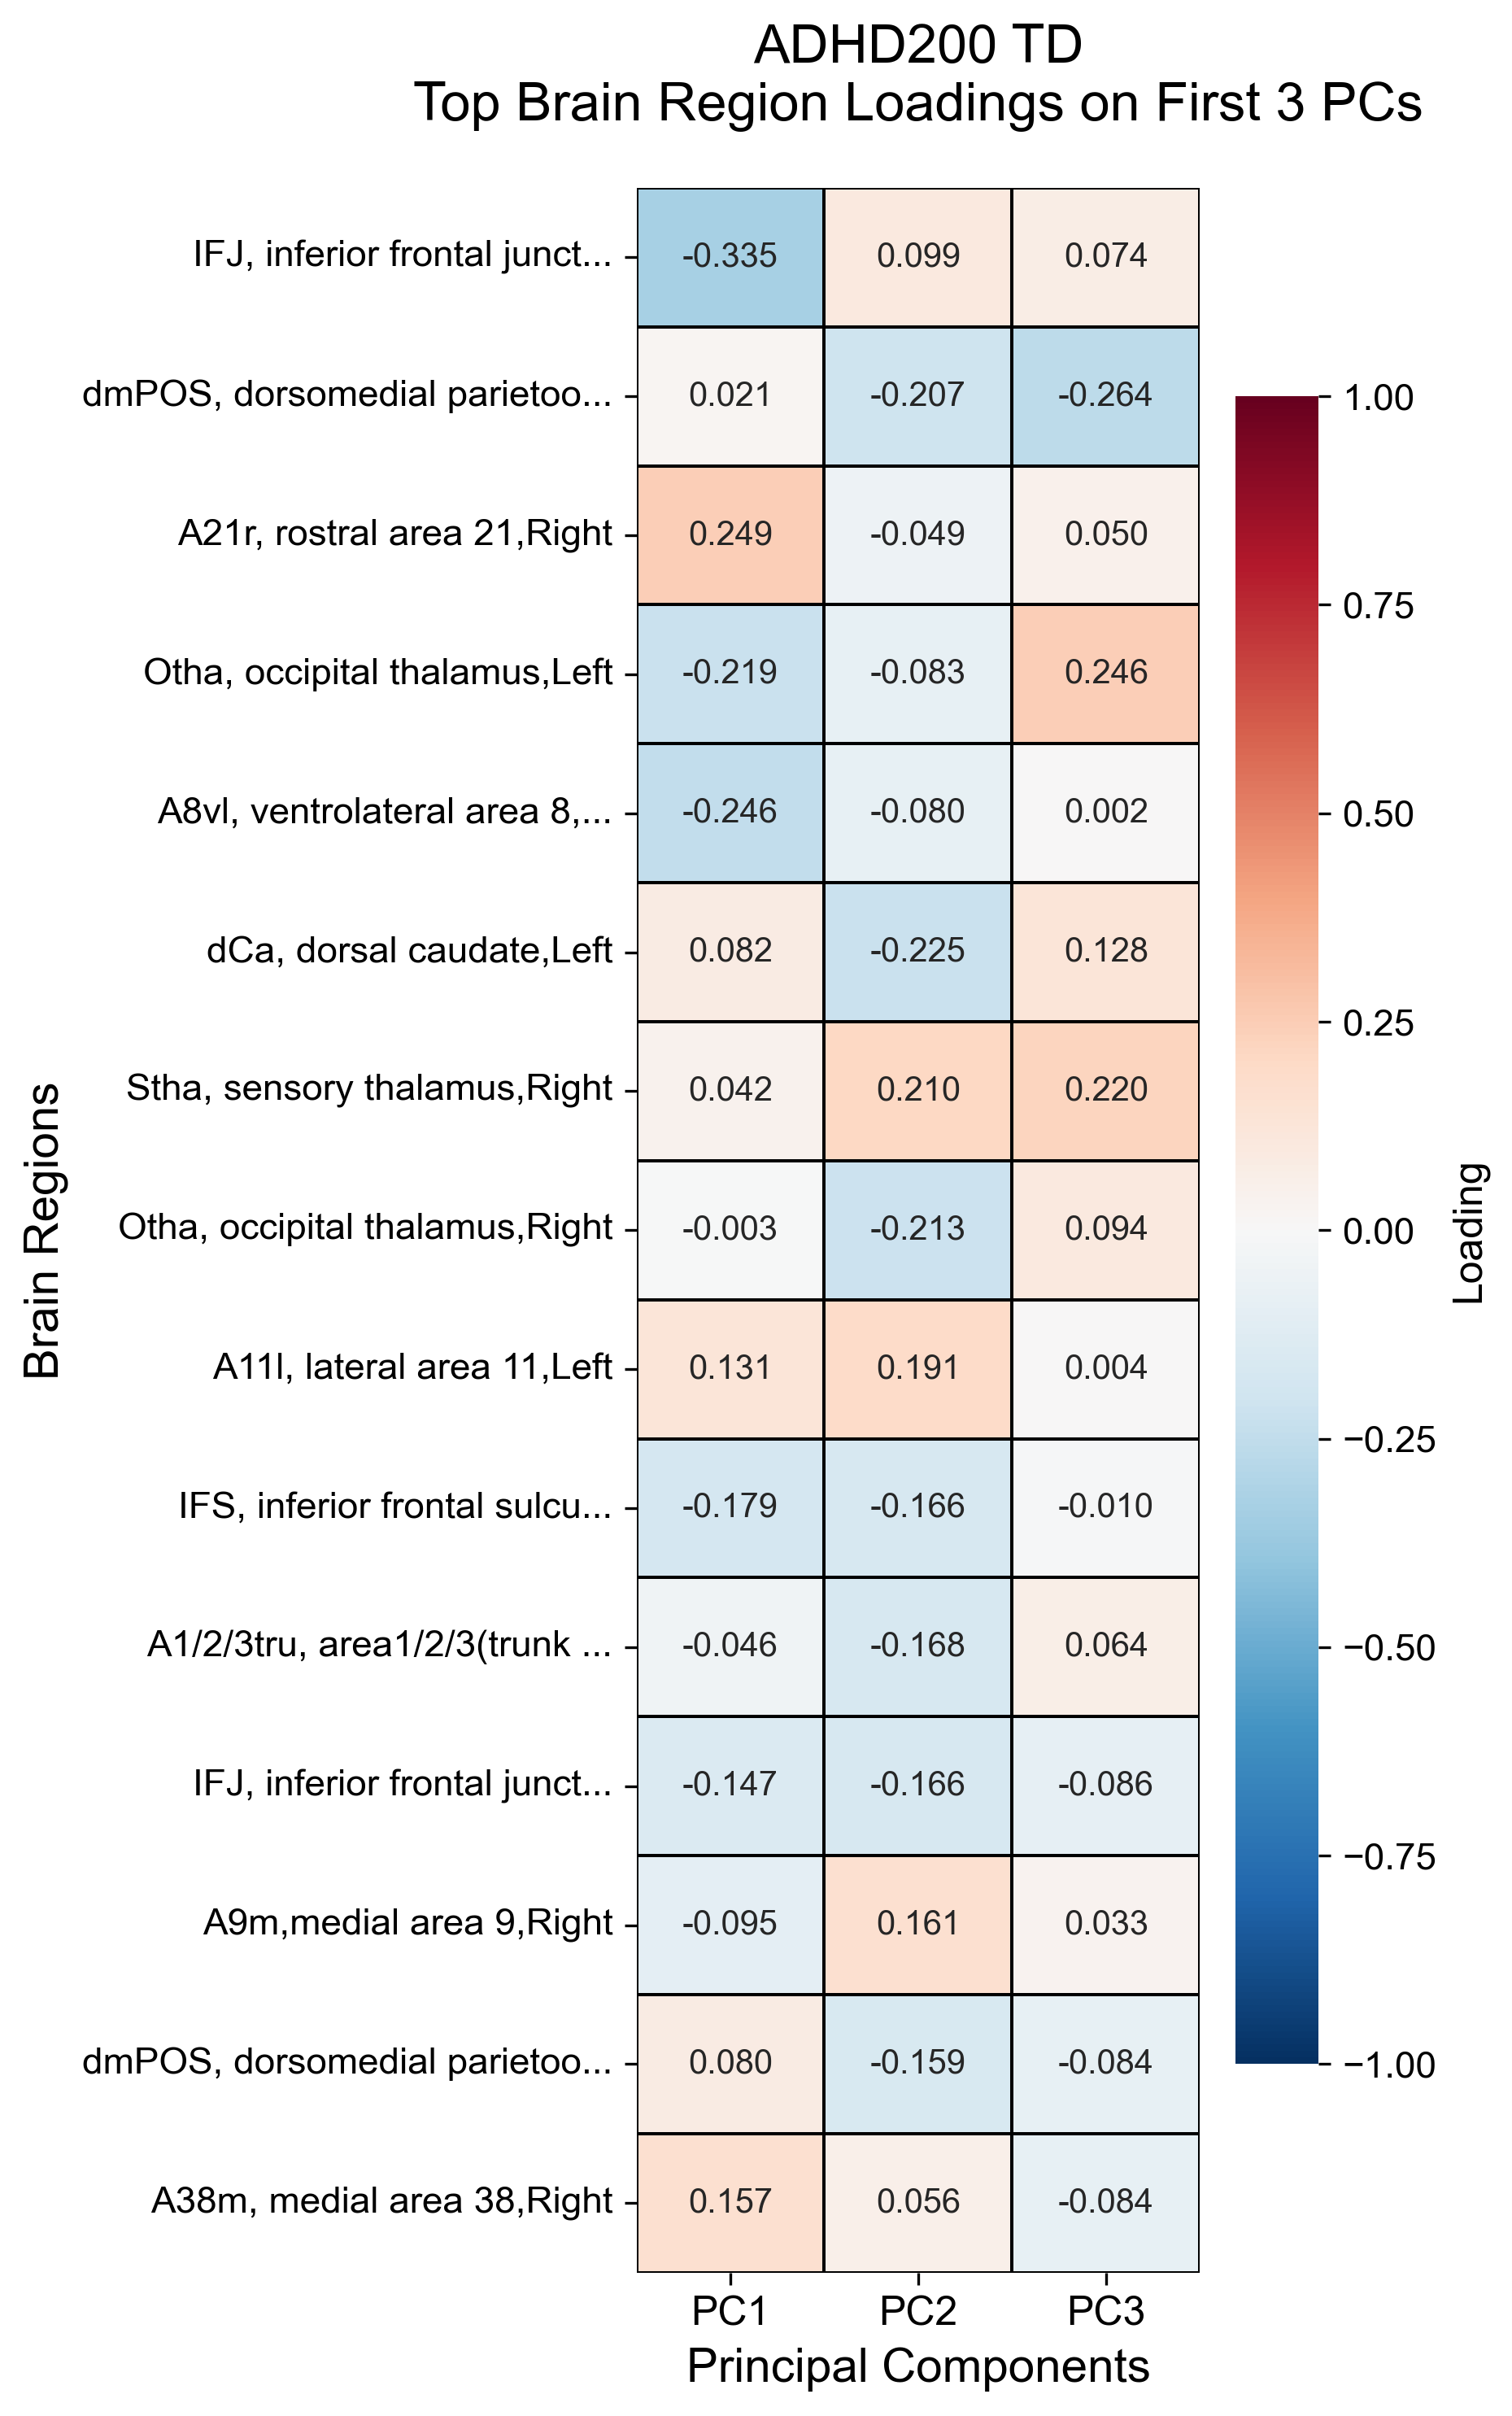 ADHD200 TD
Top Brain Region Loadings on First 3 PCs
IFJ, inferior frontal junct... -0.335 0.099 0.074
dmPOS, dorsomedial parietoo... 0.021 -0.207 -0.264
A21r, rostral area 21,Right 0.249 -0.049 0.050
Otha, occipital thalamus,Left -0.219 -0.083 0.246
A8vl, ventrolateral area 8,... -0.246 -0.080 0.002
dCa, dorsal caudate,Left 0.082 -0.225 0.128
Stha, sensory thalamus,Right 0.042 0.210 0.220
Otha, occipital thalamus,Right -0.003 -0.213 0.094
A11l, lateral area 11,Left 0.131 0.191 0.004
IFS, inferior frontal sulcu... -0.179 -0.166 -0.010
A1/2/3tru, area1/2/3(trunk ... -0.046 -0.168 0.064
IFJ, inferior frontal junct... -0.147 -0.166 -0.086
A9m,medial area 9,Right -0.095 0.161 0.033
dmPOS, dorsomedial parietoo... 0.080 -0.159 -0.084
A38m, medial area 38,Right 0.157 0.056 -0.084
PC1 PC2 PC3
Principal Components
Brain Regions
1.00
0.75
0.50
0.25
0.00
−0.25
−0.50
−0.75
−1.00
Loading